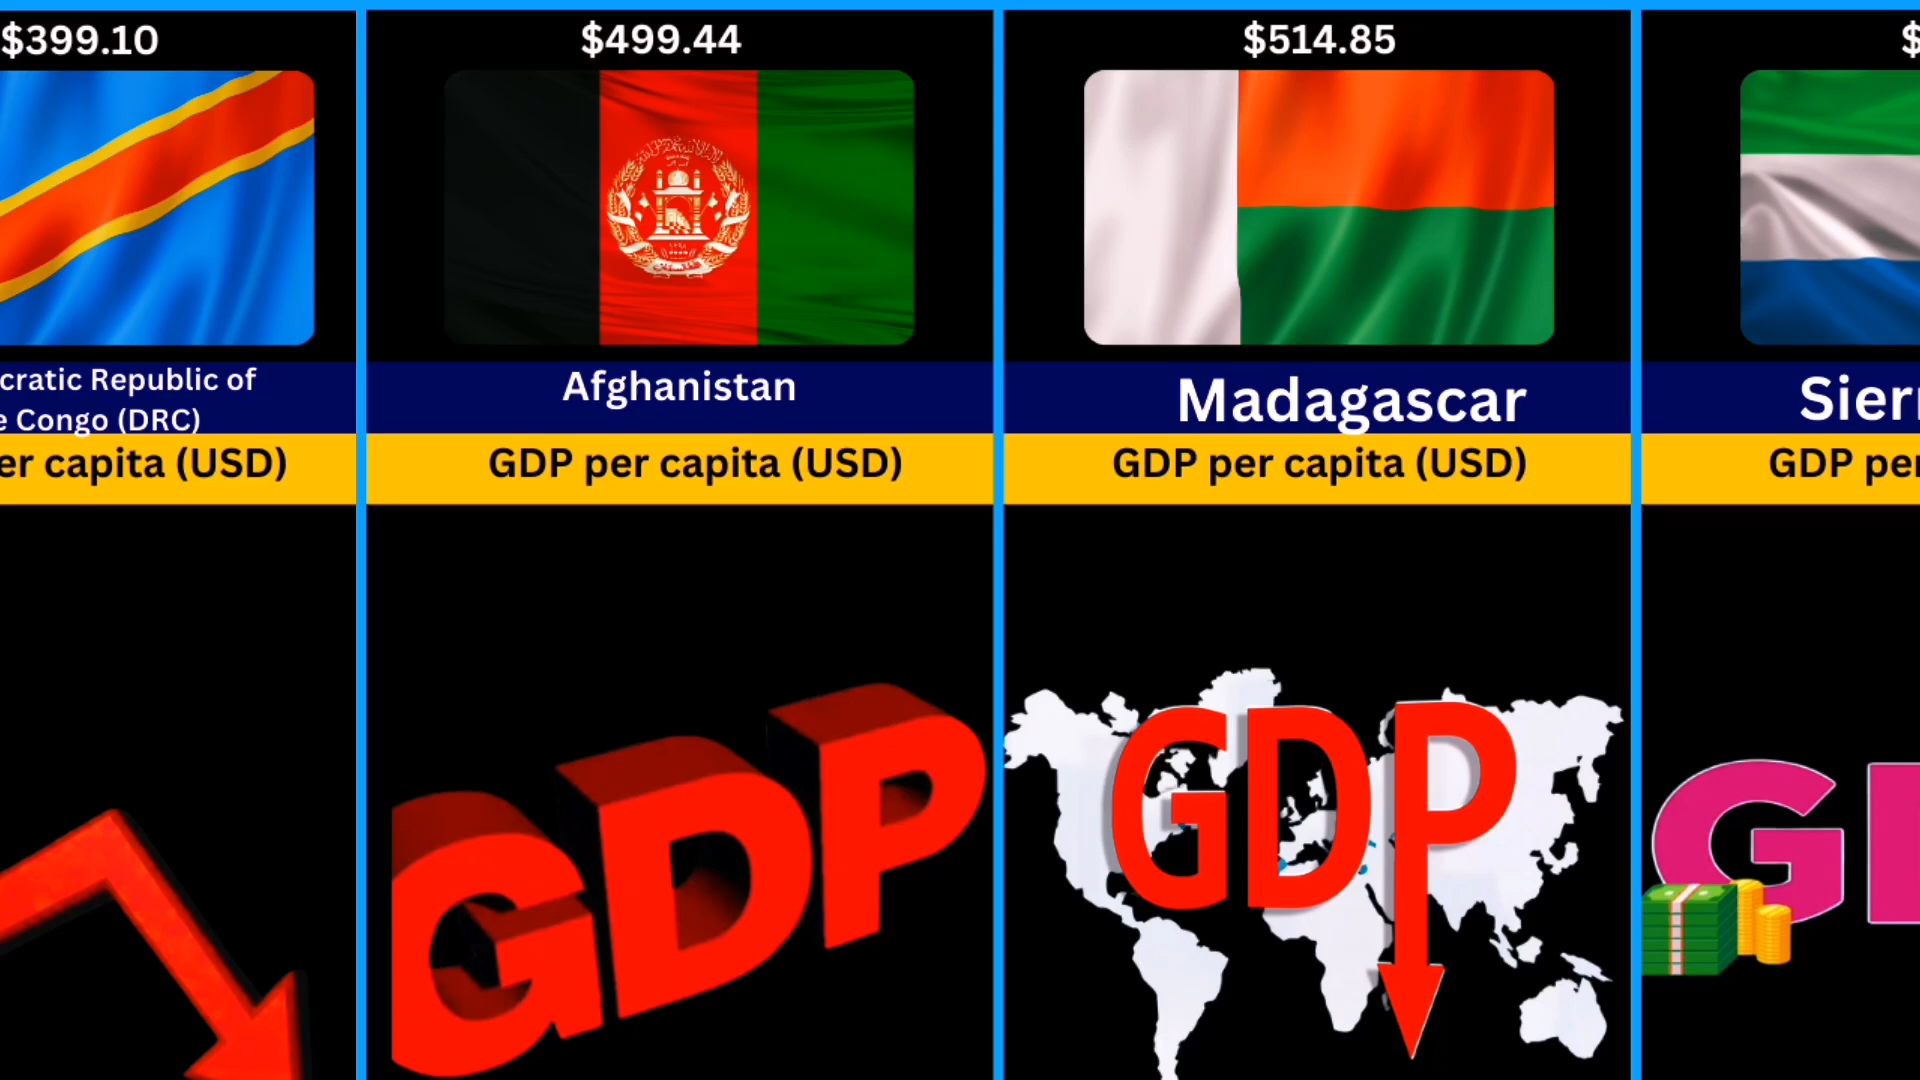 $399.10
cratic Republic of
e Congo (DRC)
er capita (USD)
$499.44
Afghanistan
GDP per capita (USD)
GDP
$514.85
Madagascar
GDP per capita (USD)
GDP
$
Sierr
GDP per
G